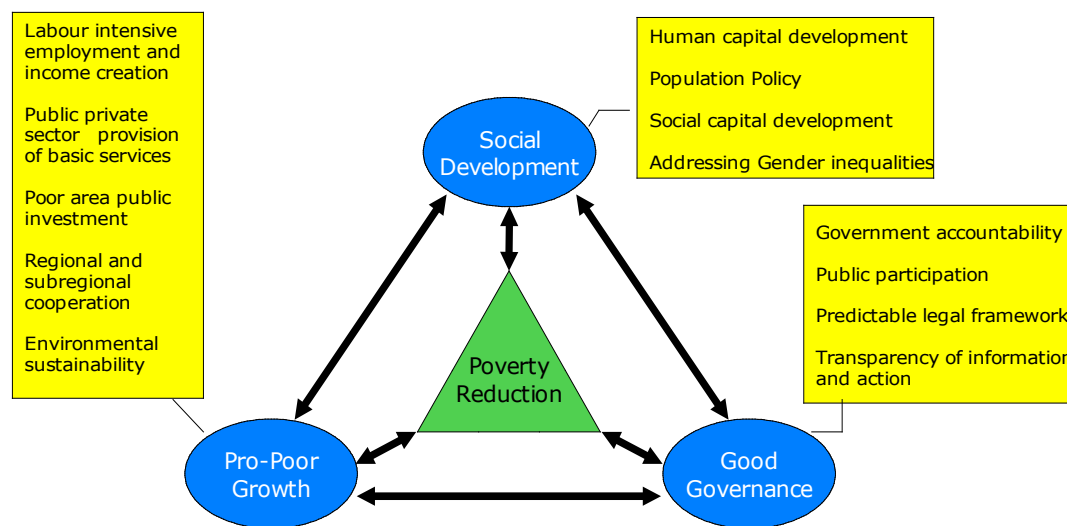 Labour intensive
employment and
income creation
Public private
sector provision
of basic services
Poor area public
investment
Regional and
subregional
cooperation
Environmental
sustainability
Human capital development
Population Policy
Social capital development
Addressing Gender inequalities
Social
Development
Government accountability
Public participation
Predictable legal framework
Transparency of information
and action
Poverty
Reduction
Pro-Poor
Growth
Good
Governance